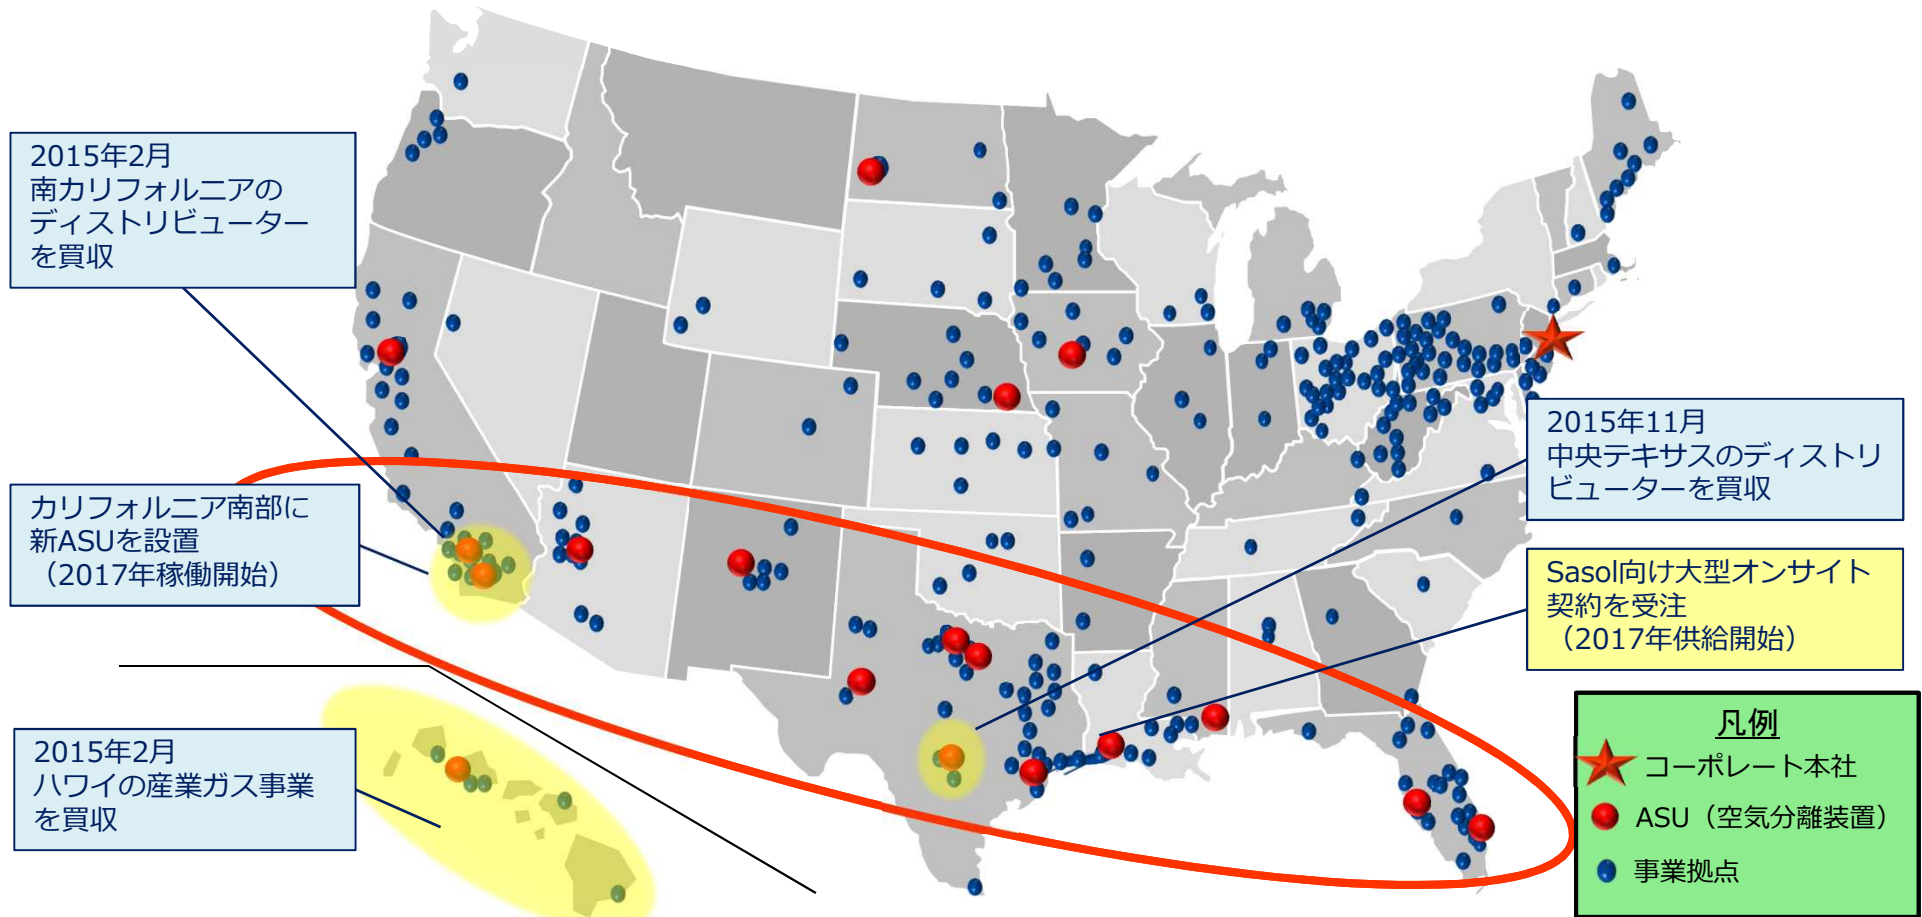 2015年2月
南カリフォルニアの
ディストリビューター
を買収
カリフォルニア南部に
新ASUを設置
（2017年稼働開始）
2015年2月
ハワイの産業ガス事業
を買収
2015年11月
中央テキサスのディストリ
ビューターを買収
Sasol向け大型オンサイト
契約を受注
（2017年供給開始）
凡例
コーポレート本社
ASU（空気分離装置）
事業拠点